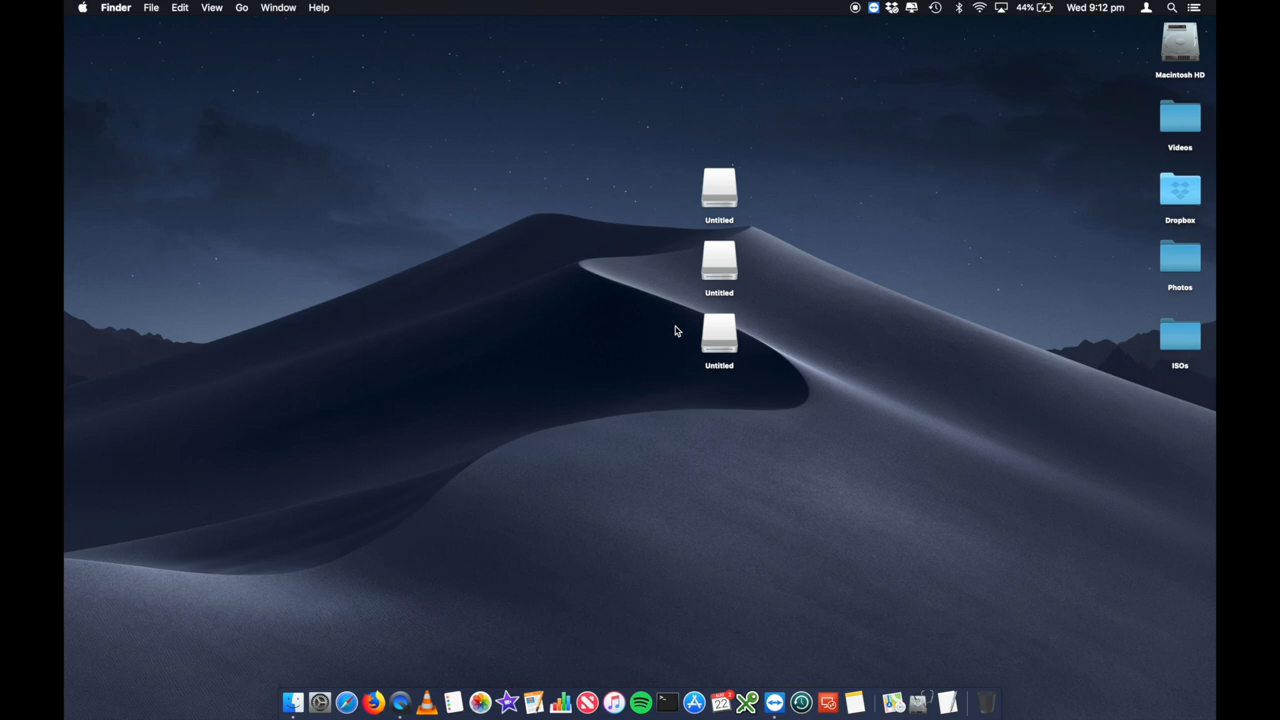 Finder File Edit View Go Window Help 44% Wed 9:12 pm
Macintosh HD
Videos
Untitled
Dropbox
Untitled
Photos
Untitled
ISOs
22